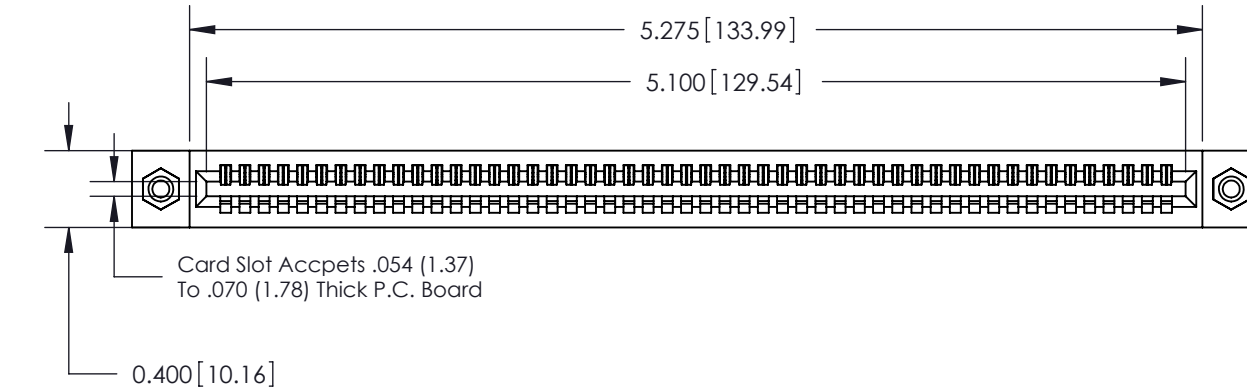 5.275[133.99]
5.100[129.54]
Card Slot Accpets .054 (1.37)
To .070 (1.78) Thick P.C. Board
0.400[10.16]